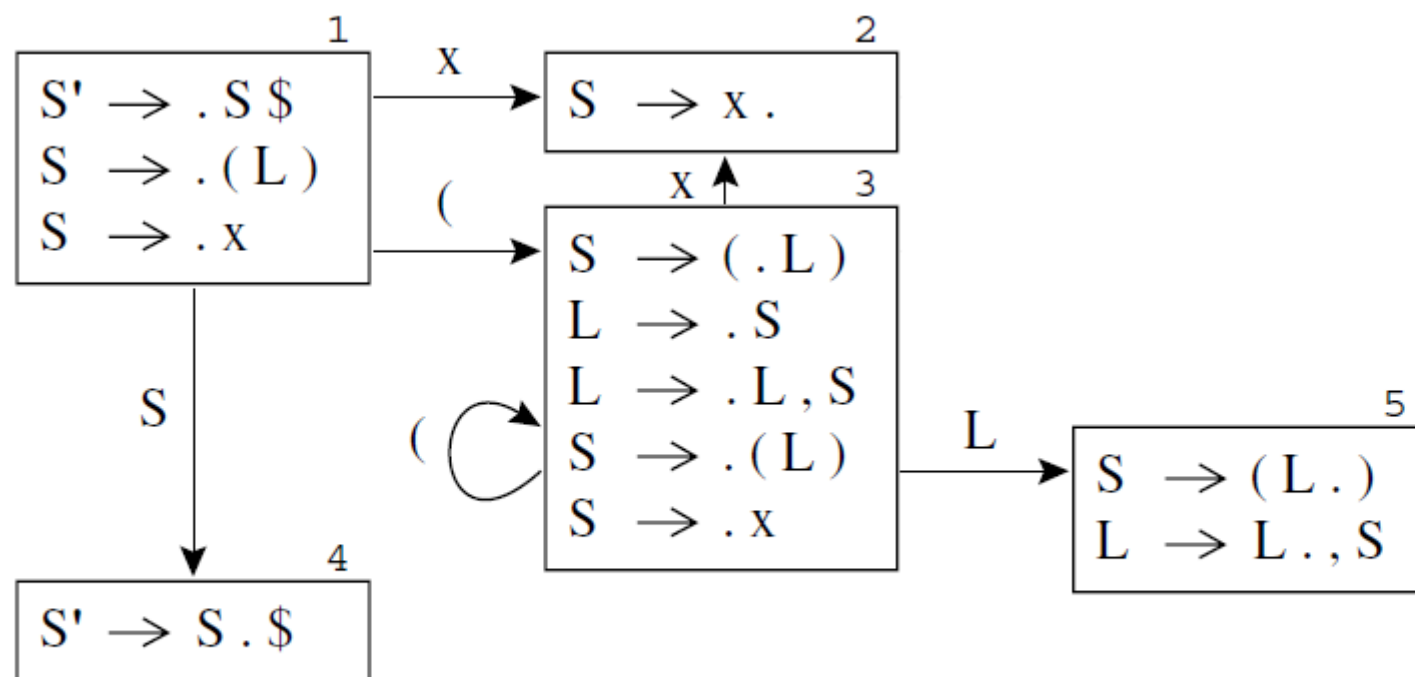 1
S' → . S $
S → . ( L )
S → . x
x
2
S → x .
(
x
3
S → ( . L )
L → . S
L → . L , S
S → . ( L )
S → . x
(
S
L
5
S → ( L . )
L → L . , S
4
S' → S . $